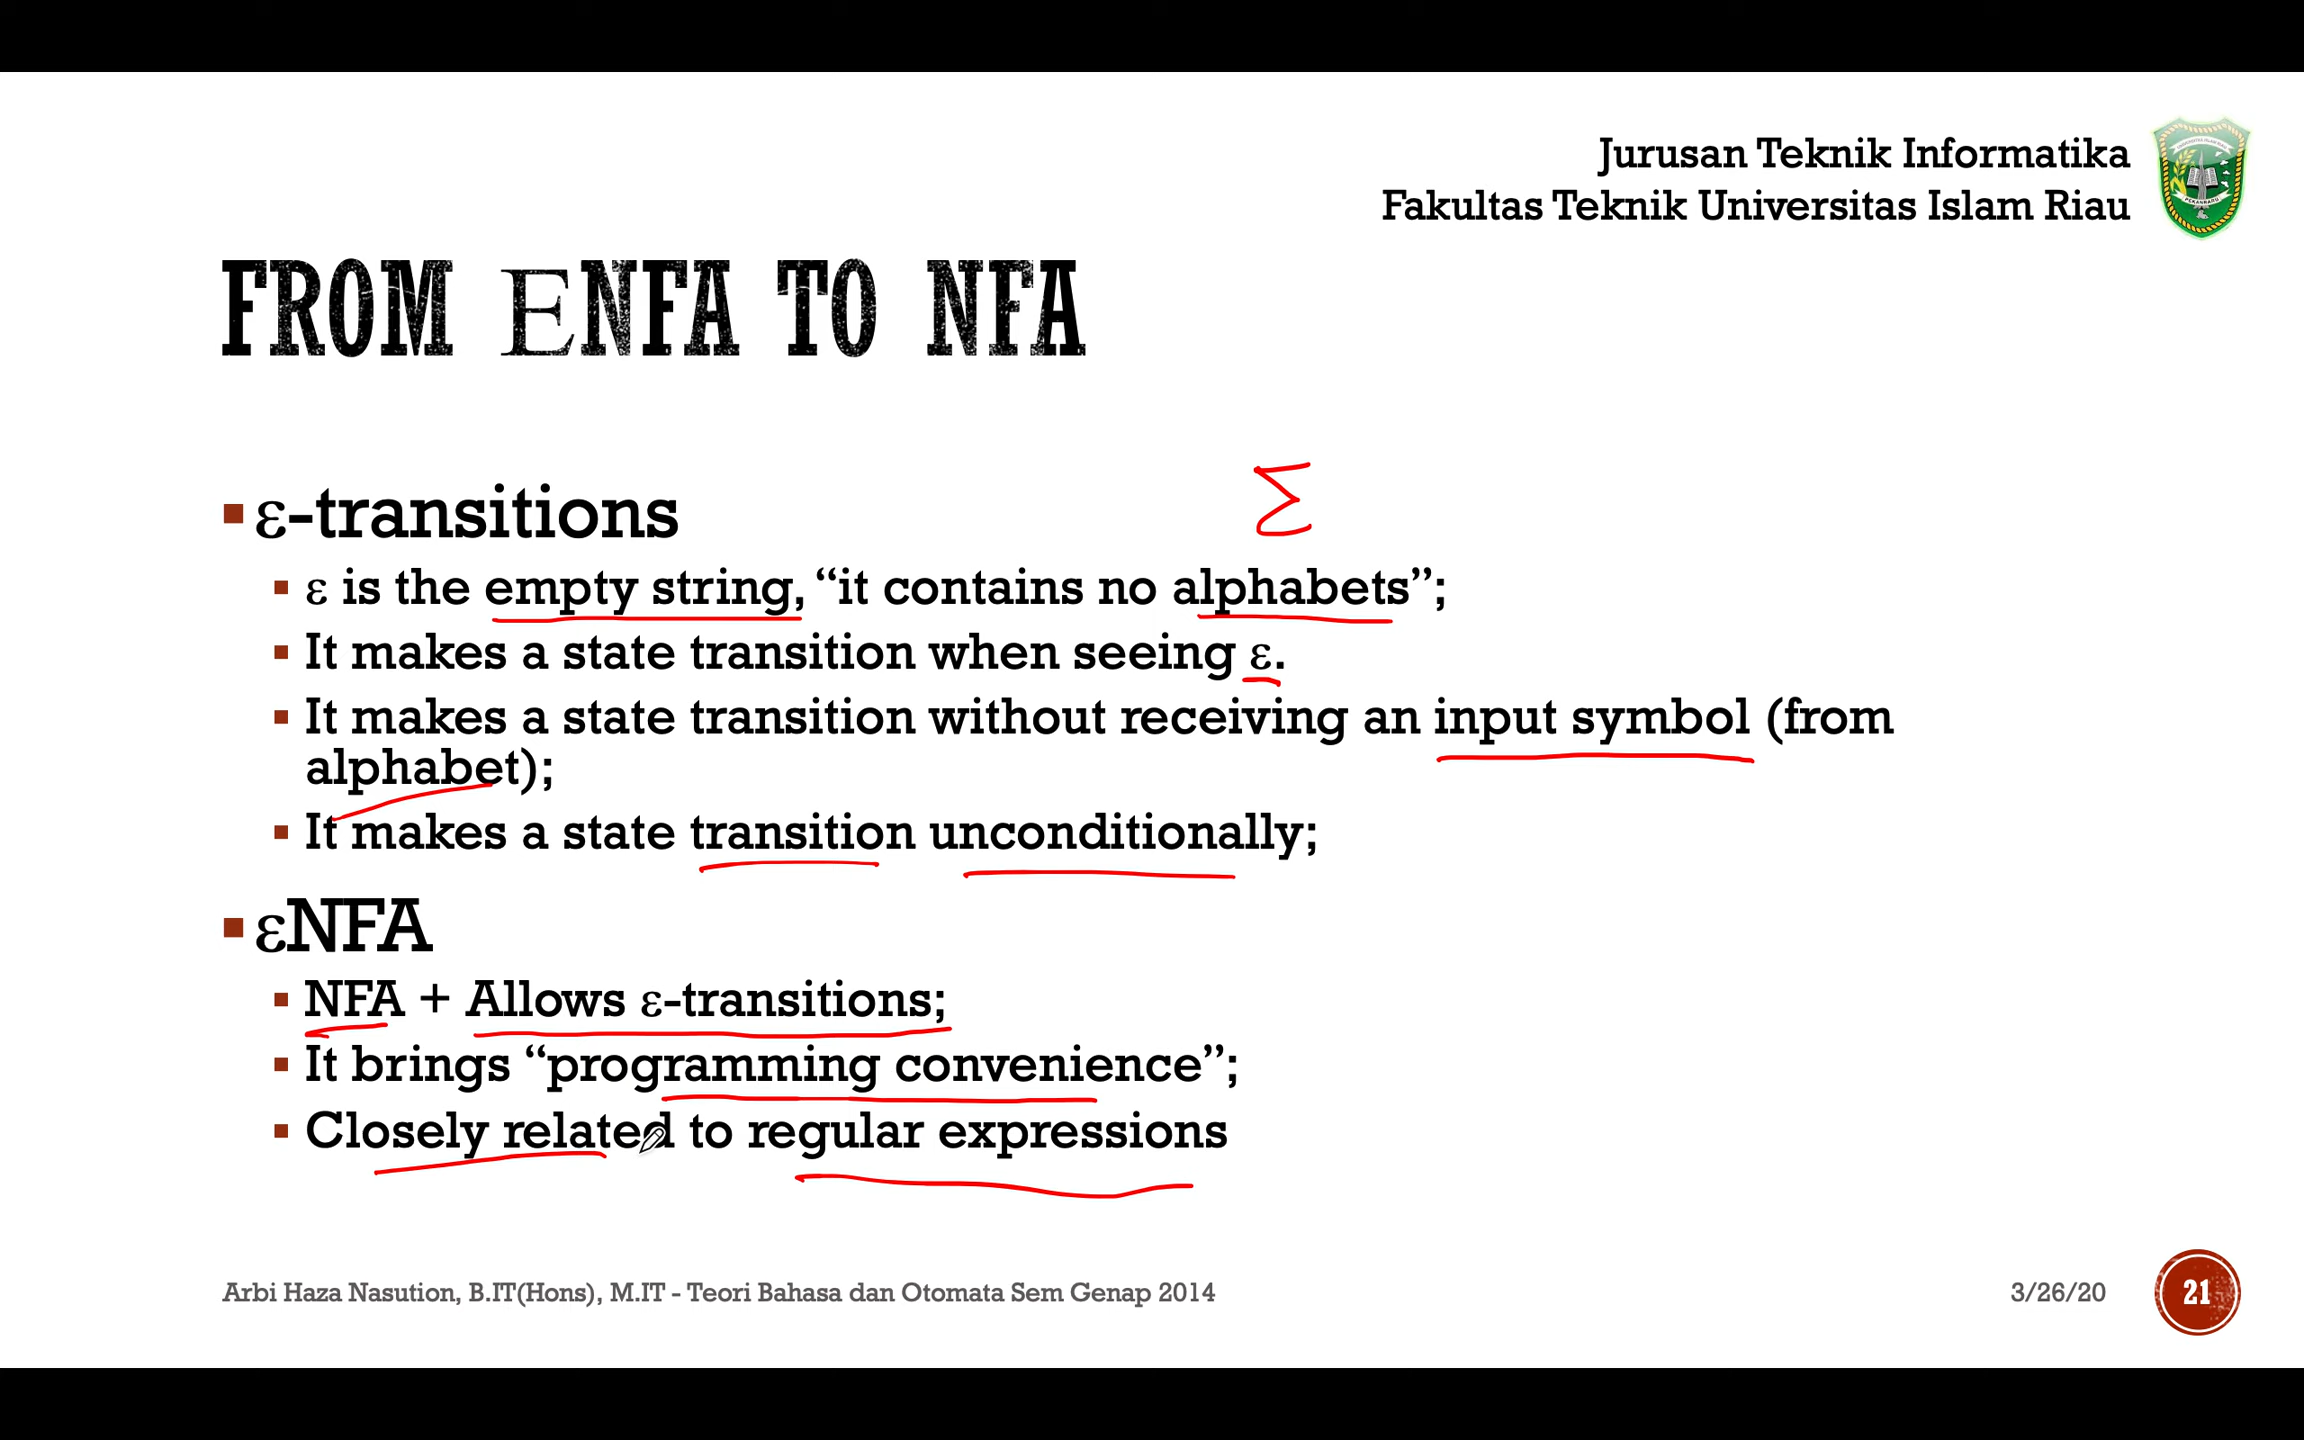 Jurusan Teknik Informatika
Fakultas Teknik Universitas Islam Riau
FROM ENFA TO NFA
Σ
ε-transitions
ε is the empty string, “it contains no alphabets”;
It makes a state transition when seeing ε.
It makes a state transition without receiving an input symbol (from
alphabet);
It makes a state transition unconditionally;
εNFA
NFA + Allows ε-transitions;
It brings “programming convenience”;
Closely related to regular expressions
Arbi Haza Nasution, B.IT(Hons), M.IT - Teori Bahasa dan Otomata Sem Genap 2014
3/26/20
21